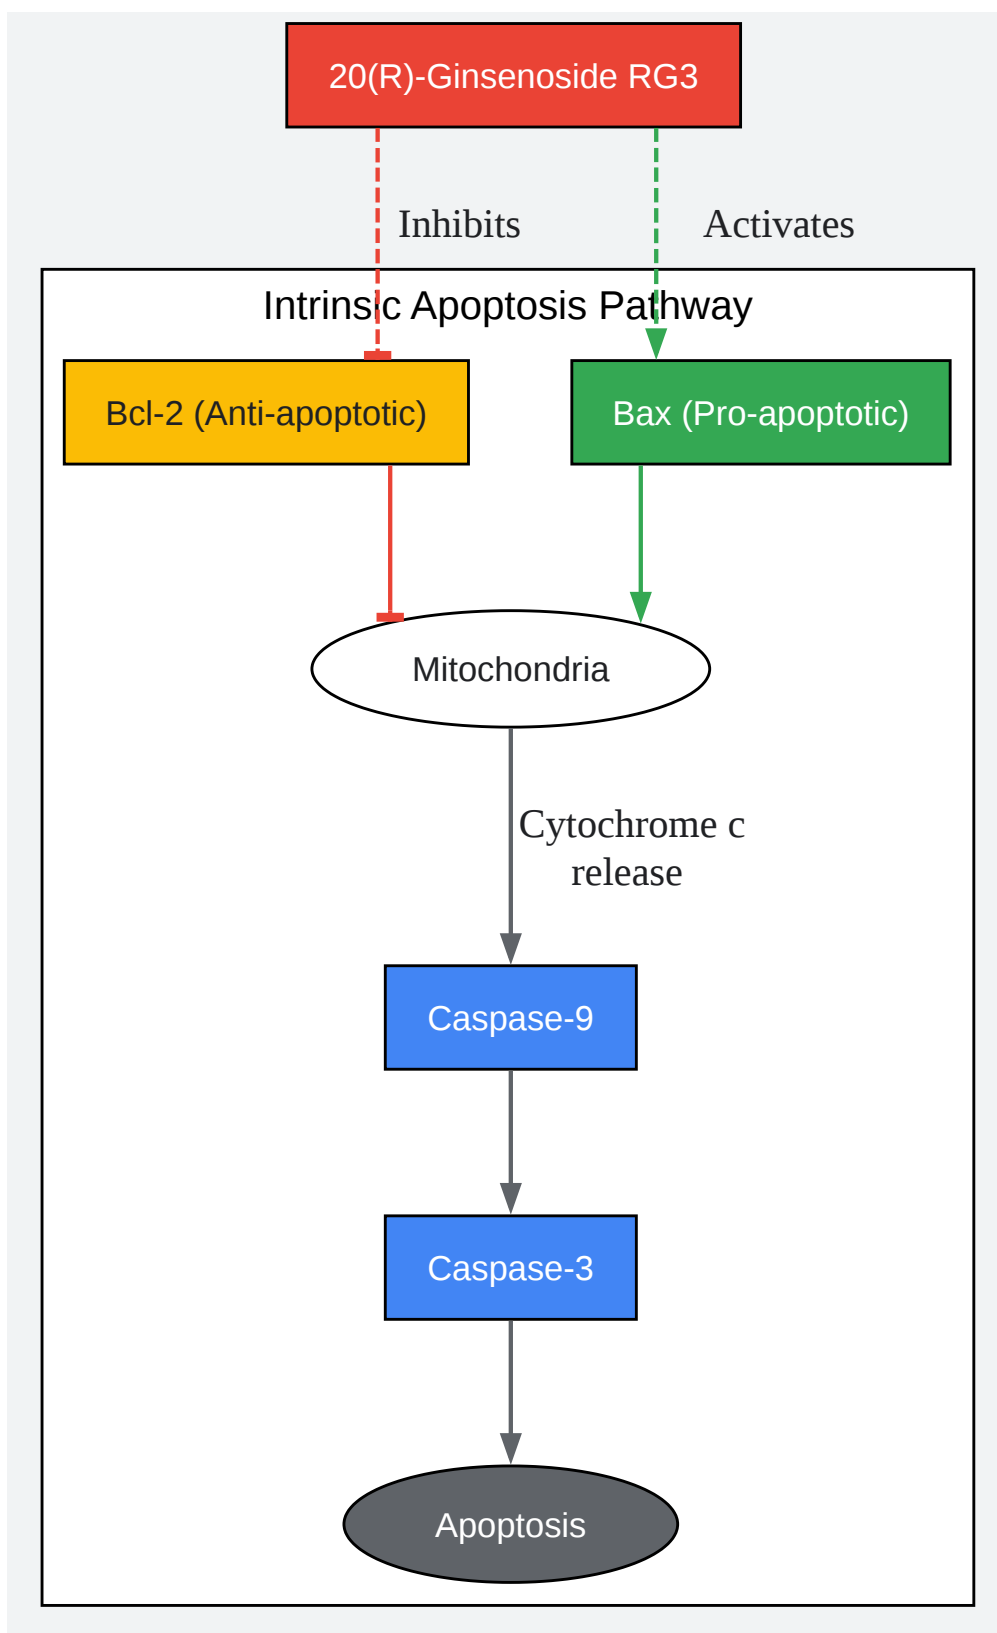 20(R)-Ginsenoside RG3
Inhibits
Activates
Intrinsic Apoptosis Pathway
Bcl-2 (Anti-apoptotic)
Bax (Pro-apoptotic)
Mitochondria
Cytochrome c
release
Caspase-9
Caspase-3
Apoptosis